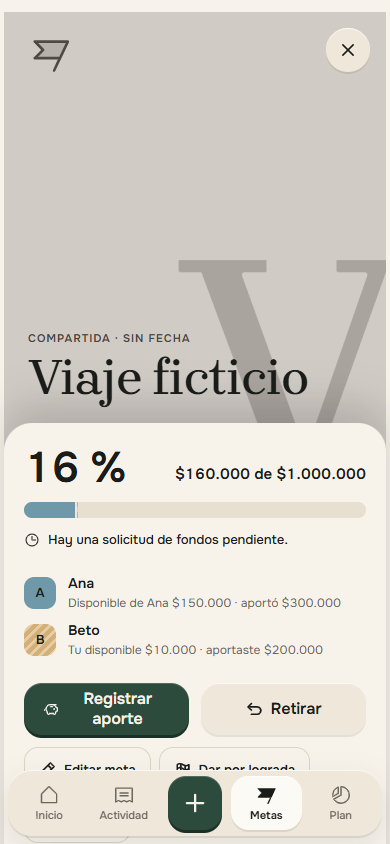 COMPARTIDA · SIN FECHA
Viaje ficticio
16 %
$160.000 de $1.000.000
Hay una solicitud de fondos pendiente.
A
Ana
Disponible de Ana $150.000 · aportó $300.000
B
Beto
Tu disponible $10.000 · aportaste $200.000
Registrar
aporte
Retirar
Editar meta
Dar por lograda
Inicio
Actividad
Metas
Plan